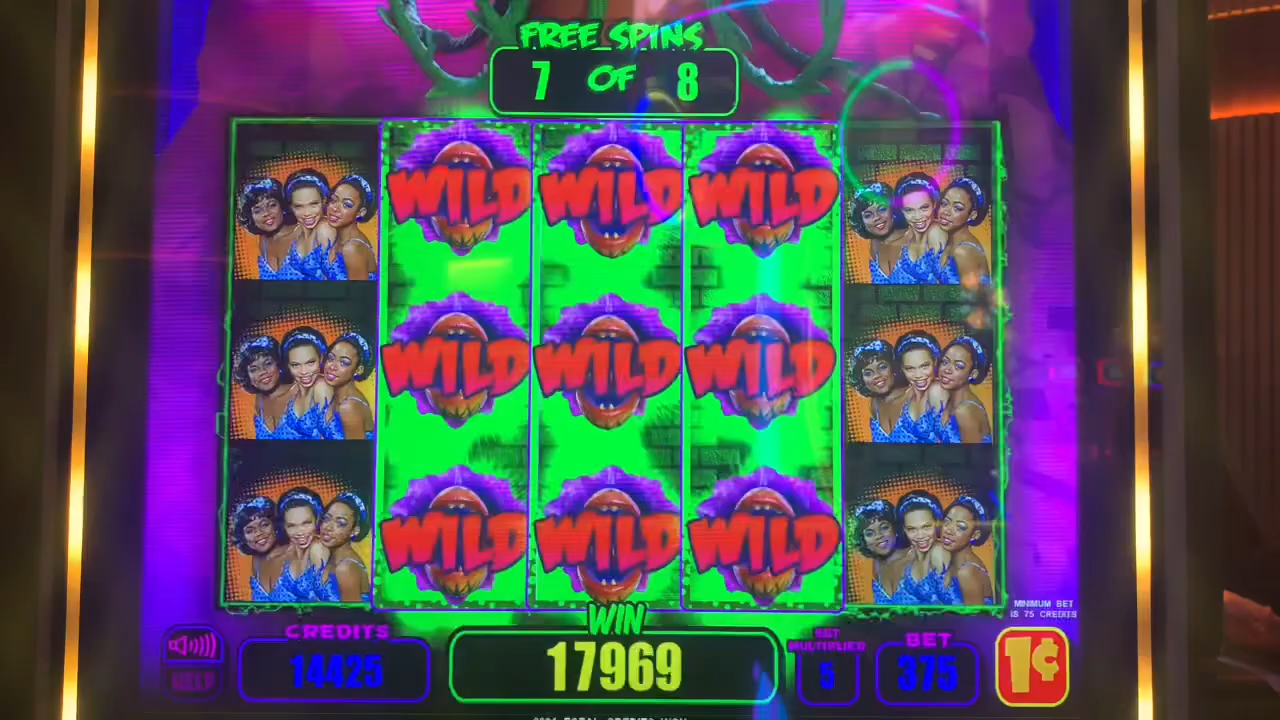 FREE SPINS
7 OF 8
WILD WILD WILD
WILD WILD WILD
WILD WILD WILD
MINIMUM BET
IS 75 CREDITS
CREDITS
14425
WIN
17969
BET
MULTIPLIER
5
BET
375
1¢
HELP
TOTAL CREDITS WON